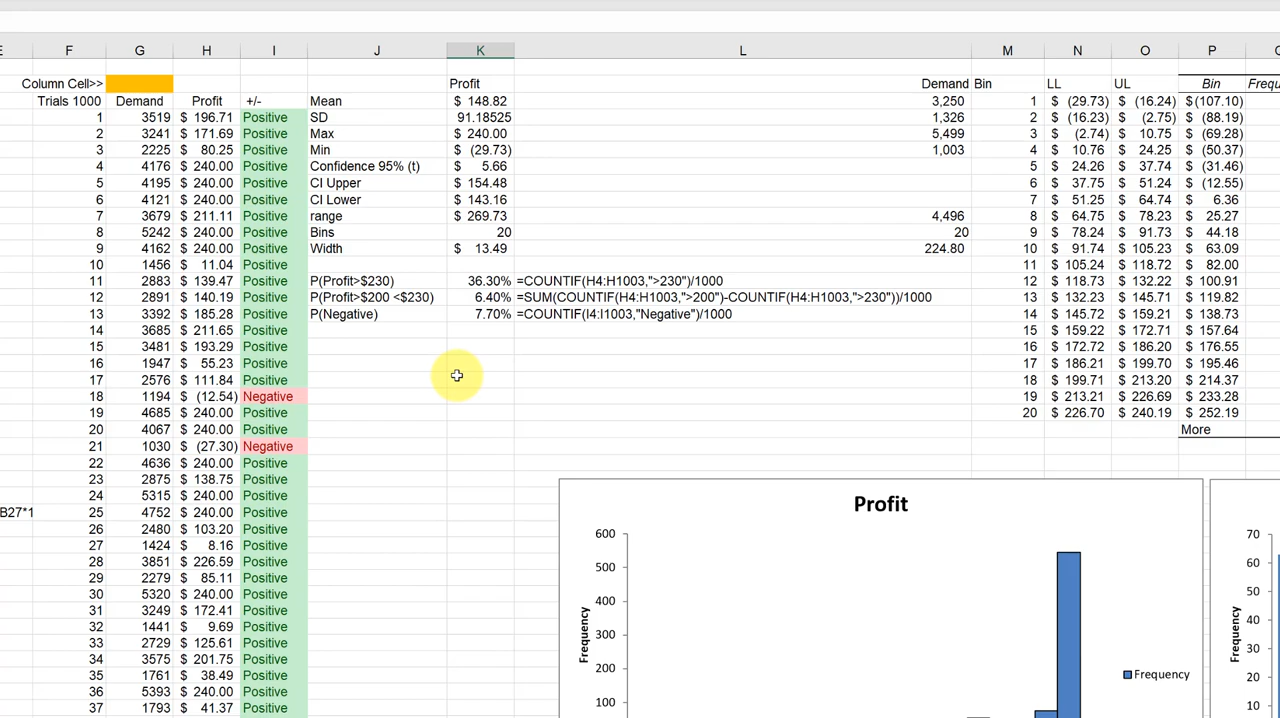 E F G H I J K L M N O P
Column Cell>> Profit Demand Bin LL UL Bin Frequ
Trials 1000 Demand Profit +/- Mean $ 148.82 3,250 1 $ (29.73) $ (16.24) $(107.10)
1 3519 $ 196.71 Positive SD 91.18525 1,326 2 $ (16.23) $ (2.75) $ (88.19)
2 3241 $ 171.69 Positive Max $ 240.00 5,499 3 $ (2.74) $ 10.75 $ (69.28)
3 2225 $ 80.25 Positive Min $ (29.73) 1,003 4 $ 10.76 $ 24.25 $ (50.37)
4 4176 $ 240.00 Positive Confidence 95% (t) $ 5.66 5 $ 24.26 $ 37.74 $ (31.46)
5 4195 $ 240.00 Positive CI Upper $ 154.48 6 $ 37.75 $ 51.24 $ (12.55)
6 4121 $ 240.00 Positive CI Lower $ 143.16 7 $ 51.25 $ 64.74 $ 6.36
7 3679 $ 211.11 Positive range $ 269.73 4,496 8 $ 64.75 $ 78.23 $ 25.27
8 5242 $ 240.00 Positive Bins 20 20 9 $ 78.24 $ 91.73 $ 44.18
9 4162 $ 240.00 Positive Width $ 13.49 224.80 10 $ 91.74 $ 105.23 $ 63.09
10 1456 $ 11.04 Positive 11 $ 105.24 $ 118.72 $ 82.00
11 2883 $ 139.47 Positive P(Profit>$230) 36.30% =COUNTIF(H4:H1003,">230")/1000 12 $ 118.73 $ 132.22 $ 100.91
12 2891 $ 140.19 Positive P(Profit>$200 <$230) 6.40% =SUM(COUNTIF(H4:H1003,">200")-COUNTIF(H4:H1003,">230"))/1000 13 $ 132.23 $ 145.71 $ 119.82
13 3392 $ 185.28 Positive P(Negative) 7.70% =COUNTIF(I4:I1003,"Negative")/1000 14 $ 145.72 $ 159.21 $ 138.73
14 3685 $ 211.65 Positive 15 $ 159.22 $ 172.71 $ 157.64
15 3481 $ 193.29 Positive 16 $ 172.72 $ 186.20 $ 176.55
16 1947 $ 55.23 Positive 17 $ 186.21 $ 199.70 $ 195.46
17 2576 $ 111.84 Positive 18 $ 199.71 $ 213.20 $ 214.37
18 1194 $ (12.54) Negative 19 $ 213.21 $ 226.69 $ 233.28
19 4685 $ 240.00 Positive 20 $ 226.70 $ 240.19 $ 252.19
20 4067 $ 240.00 Positive More
21 1030 $ (27.30) Negative
22 4636 $ 240.00 Positive
23 2875 $ 138.75 Positive
24 5315 $ 240.00 Positive
B27*1 25 4752 $ 240.00 Positive
26 2480 $ 103.20 Positive
27 1424 $ 8.16 Positive
28 3851 $ 226.59 Positive
29 2279 $ 85.11 Positive
30 5320 $ 240.00 Positive
31 3249 $ 172.41 Positive
32 1441 $ 9.69 Positive
33 2729 $ 125.61 Positive
34 3575 $ 201.75 Positive
35 1761 $ 38.49 Positive
36 5393 $ 240.00 Positive
37 1793 $ 41.37 Positive
Profit
Frequency
600
500
400
300
200
100
Frequency
Frequency
70
60
50
40
30
20
10